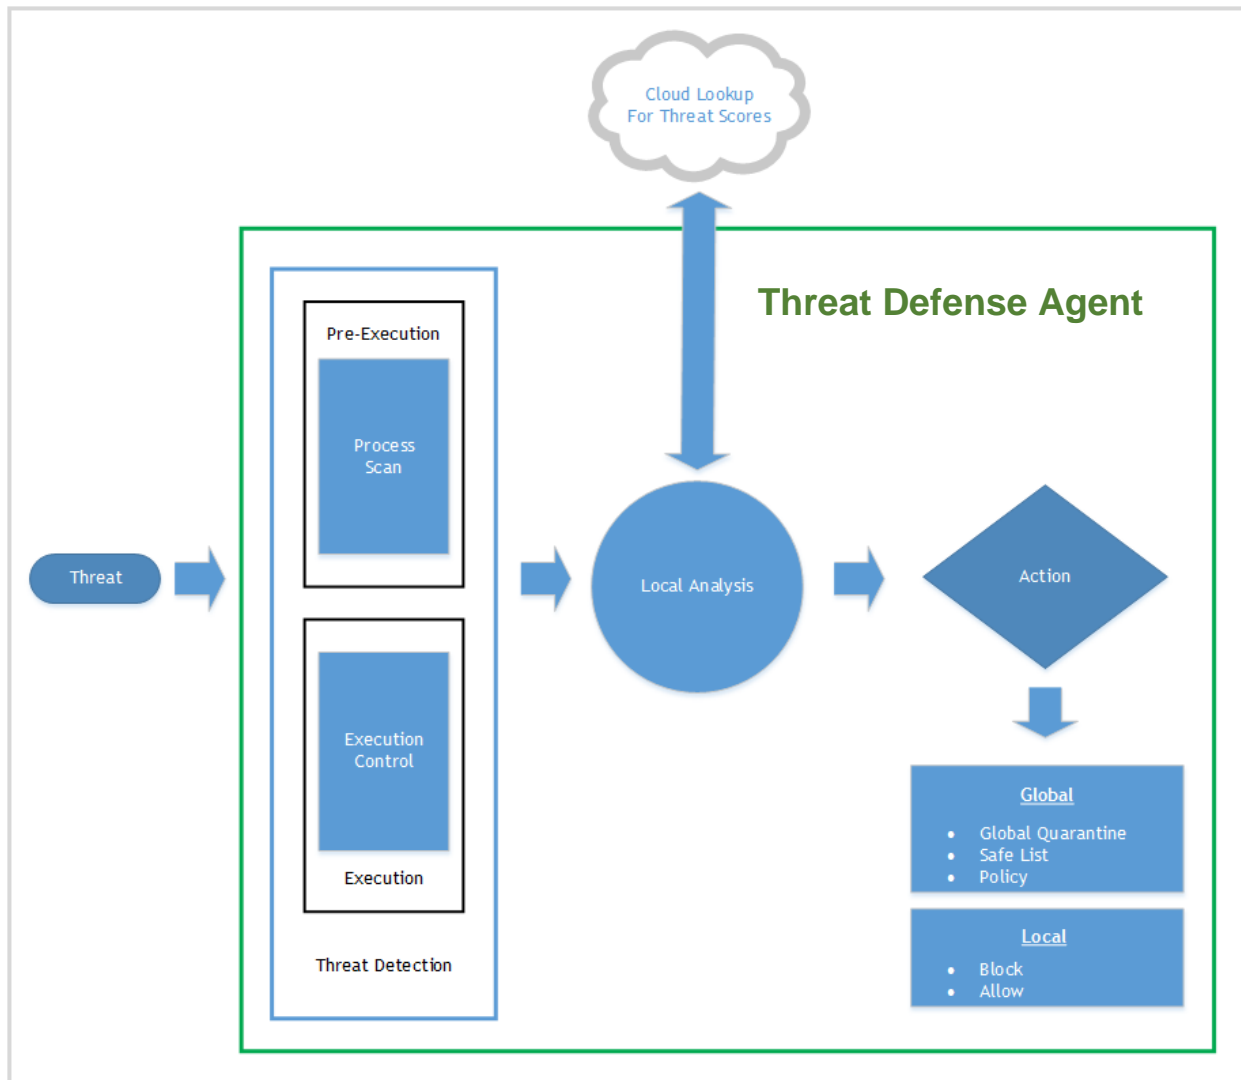 Cloud Lookup
For Threat Scores
Threat Defense Agent
Pre-Execution
Process
Scan
Threat
Local Analysis
Action
Execution
Control
Execution
Threat Detection
Global
• Global Quarantine
• Safe List
• Policy
Local
• Block
• Allow